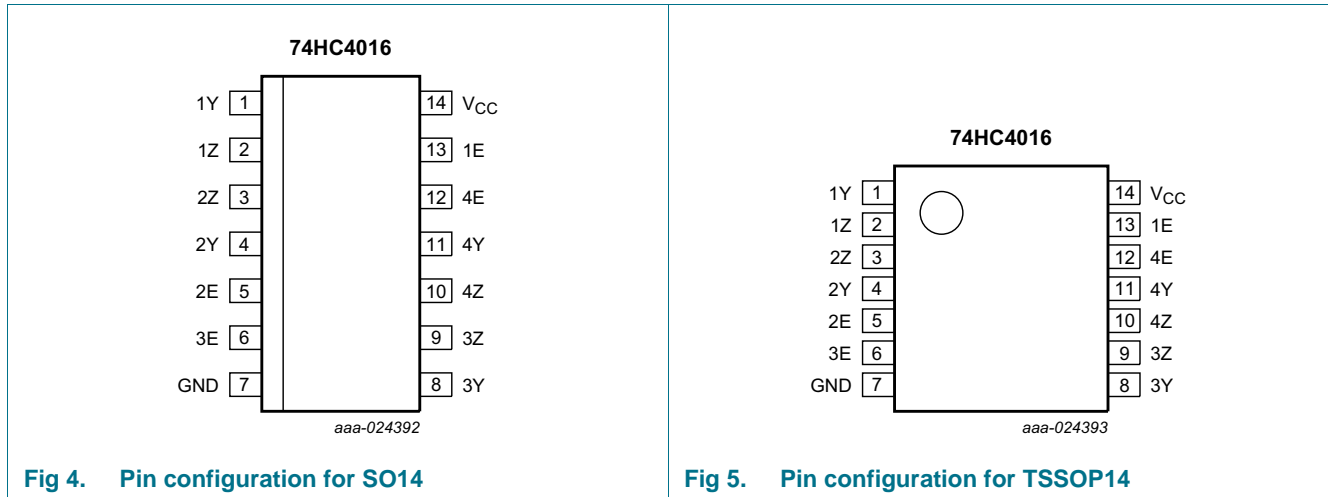 74HC4016
1Y 1 14 VCC
1Z 2 13 1E
2Z 3 12 4E
2Y 4 11 4Y
2E 5 10 4Z
3E 6 9 3Z
GND 7 8 3Y
aaa-024392
Fig 4. Pin configuration for SO14
74HC4016
1Y 1 14 VCC
1Z 2 13 1E
2Z 3 12 4E
2Y 4 11 4Y
2E 5 10 4Z
3E 6 9 3Z
GND 7 8 3Y
aaa-024393
Fig 5. Pin configuration for TSSOP14